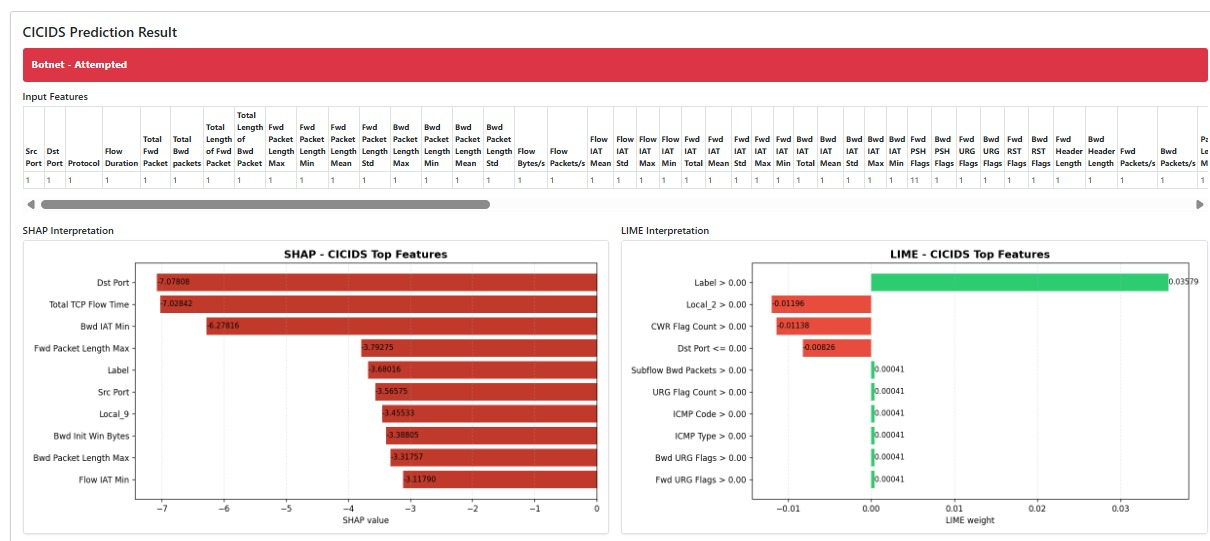 CICIDS Prediction Result
Botnet - Attempted
Input Features
Src Port	Dst Port	Protocol	Flow Duration	Total Fwd Packet	Total Bwd packets	Total Length of Fwd Packet	Total Length of Bwd Packet	Fwd Packet Length Max	Fwd Packet Length Min	Fwd Packet Length Mean	Fwd Packet Length Std	Bwd Packet Length Max	Bwd Packet Length Min	Bwd Packet Length Mean	Bwd Packet Length Std	Flow Bytes/s	Flow Packets/s	Flow IAT Mean	Flow IAT Std	Flow IAT Max	Flow IAT Min	Fwd IAT Total	Fwd IAT Mean	Fwd IAT Std	Fwd IAT Max	Fwd IAT Min	Bwd IAT Total	Bwd IAT Mean	Bwd IAT Std	Bwd IAT Max	Bwd IAT Min	Fwd PSH Flags	Bwd PSH Flags	Fwd URG Flags	Bwd URG Flags	Fwd RST Flags	Bwd RST Flags	Fwd Header Length	Bwd Header Length	Fwd Packets/s	Bwd Packets/s
1	1	1	1	1	1	1	1	1	1	1	1	1	1	1	1	1	1	1	1	1	1	1	1	1	1	1	1	1	1	1	1	11	1	1	1	1	1	1	1	1	1	1
SHAP Interpretation
SHAP - CICIDS Top Features
Dst Port -7.07808
Total TCP Flow Time -7.02842
Bwd IAT Min -6.27816
Fwd Packet Length Max -3.79275
Label -3.68016
Src Port -3.56575
Local_9 -3.45533
Bwd Init Win Bytes -3.38805
Bwd Packet Length Max -3.31757
Flow IAT Min -3.11790
−7 −6 −5 −4 −3 −2 −1 0
SHAP value
LIME Interpretation
LIME - CICIDS Top Features
Label > 0.00 0.03579
Local_2 > 0.00 -0.01196
CWR Flag Count > 0.00 -0.01138
Dst Port <= 0.00 -0.00826
Subflow Bwd Packets > 0.00 0.00041
URG Flag Count > 0.00 0.00041
ICMP Code > 0.00 0.00041
ICMP Type > 0.00 0.00041
Bwd URG Flags > 0.00 0.00041
Fwd URG Flags > 0.00 0.00041
−0.01 0.00 0.01 0.02 0.03
LIME weight